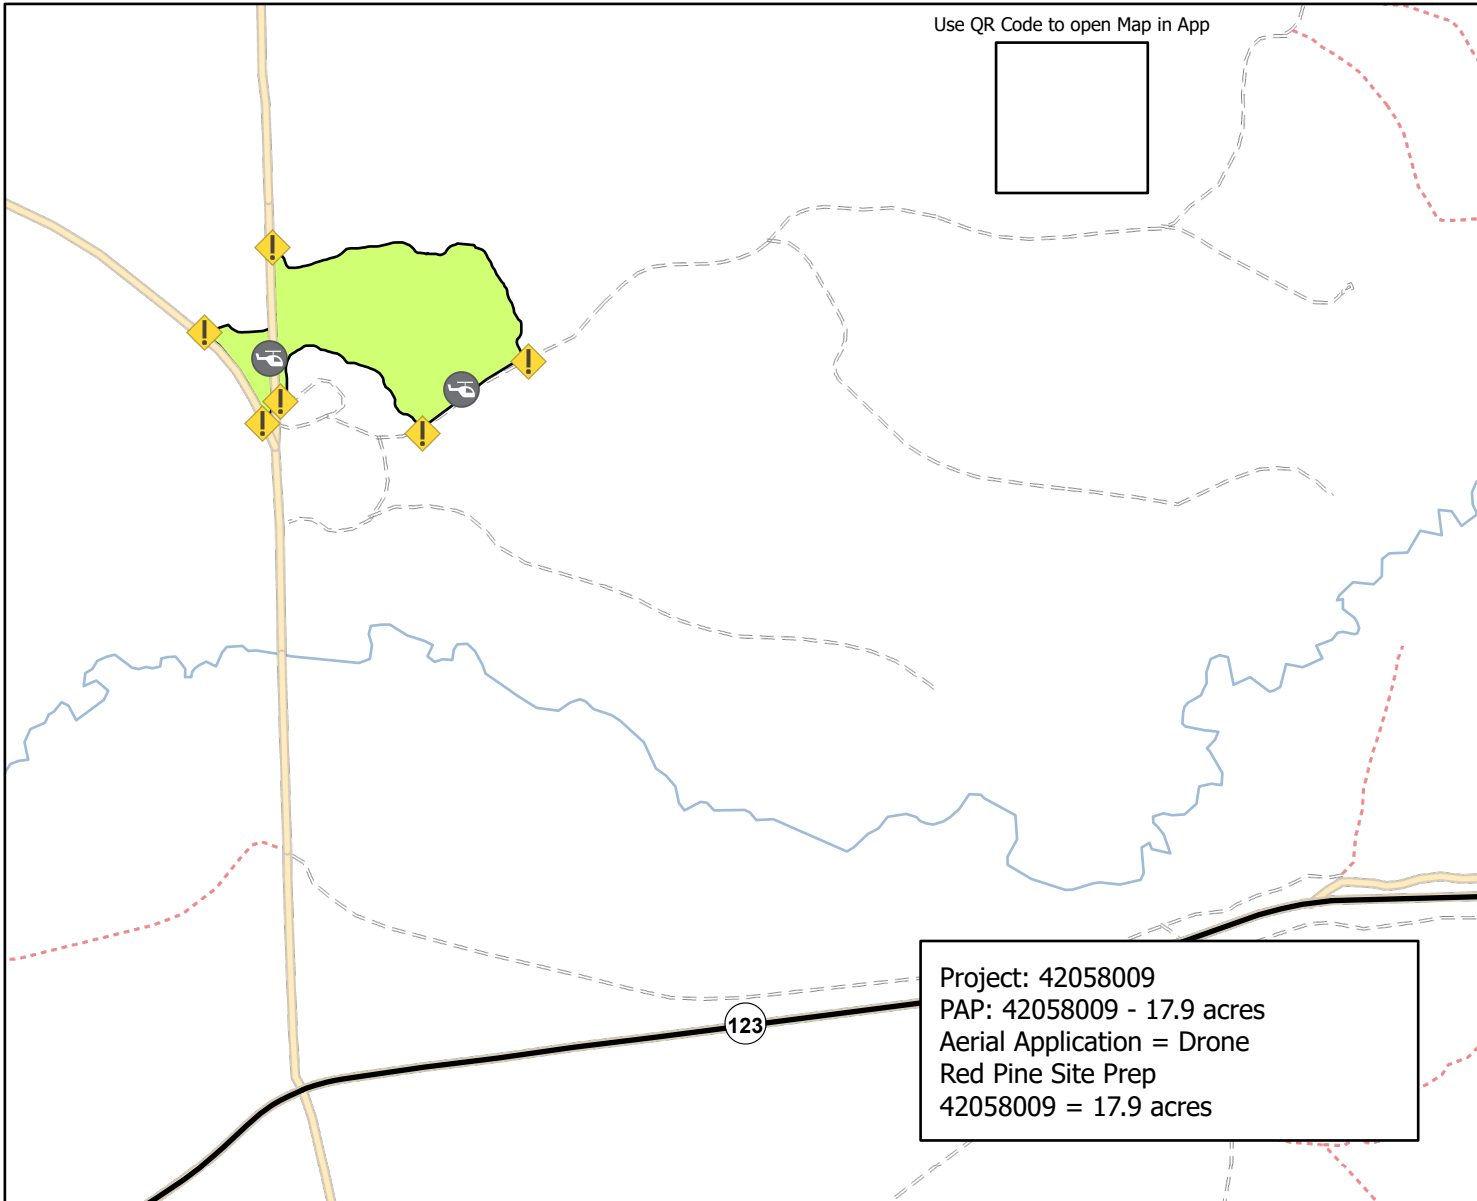 Use QR Code to open Map in App
123
Project: 42058009
PAP: 42058009 - 17.9 acres
Aerial Application = Drone
Red Pine Site Prep
42058009 = 17.9 acres